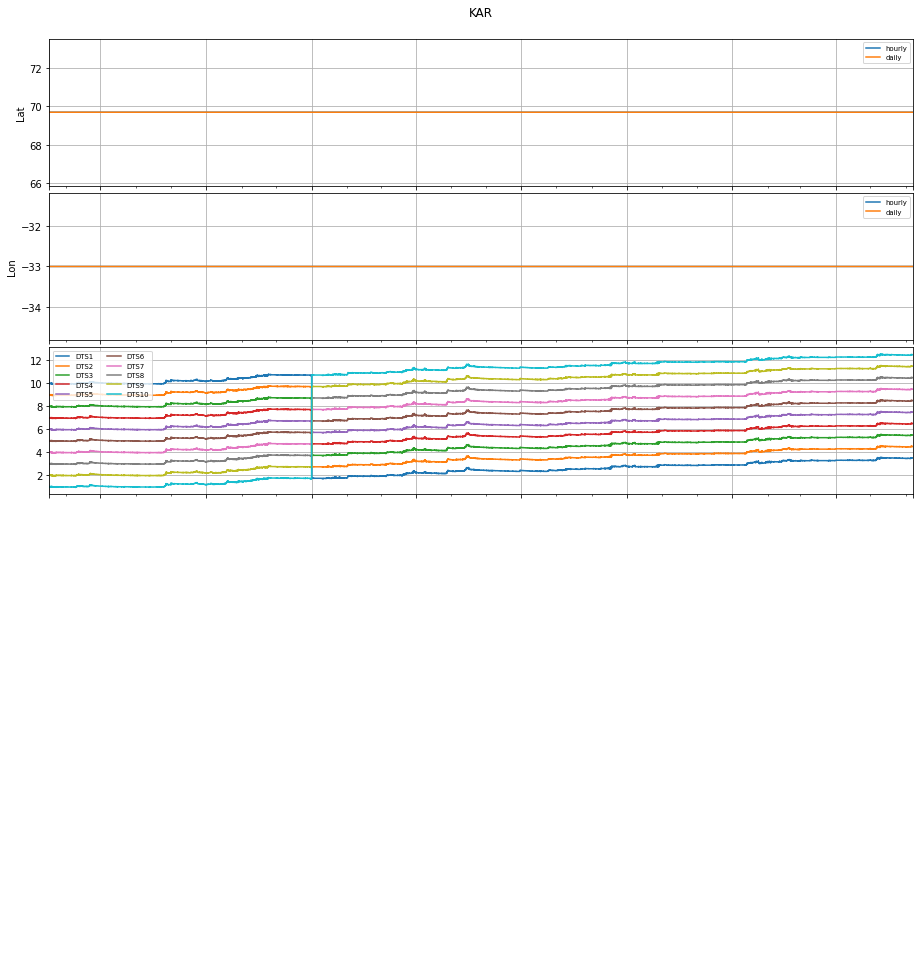 KAR
hourly
daily
72
70
68
66
Lat
hourly
daily
−32
−33
−34
Lon
DTS1 DTS6
DTS2 DTS7
DTS3 DTS8
DTS4 DTS9
DTS5 DTS10
12
10
8
6
4
2